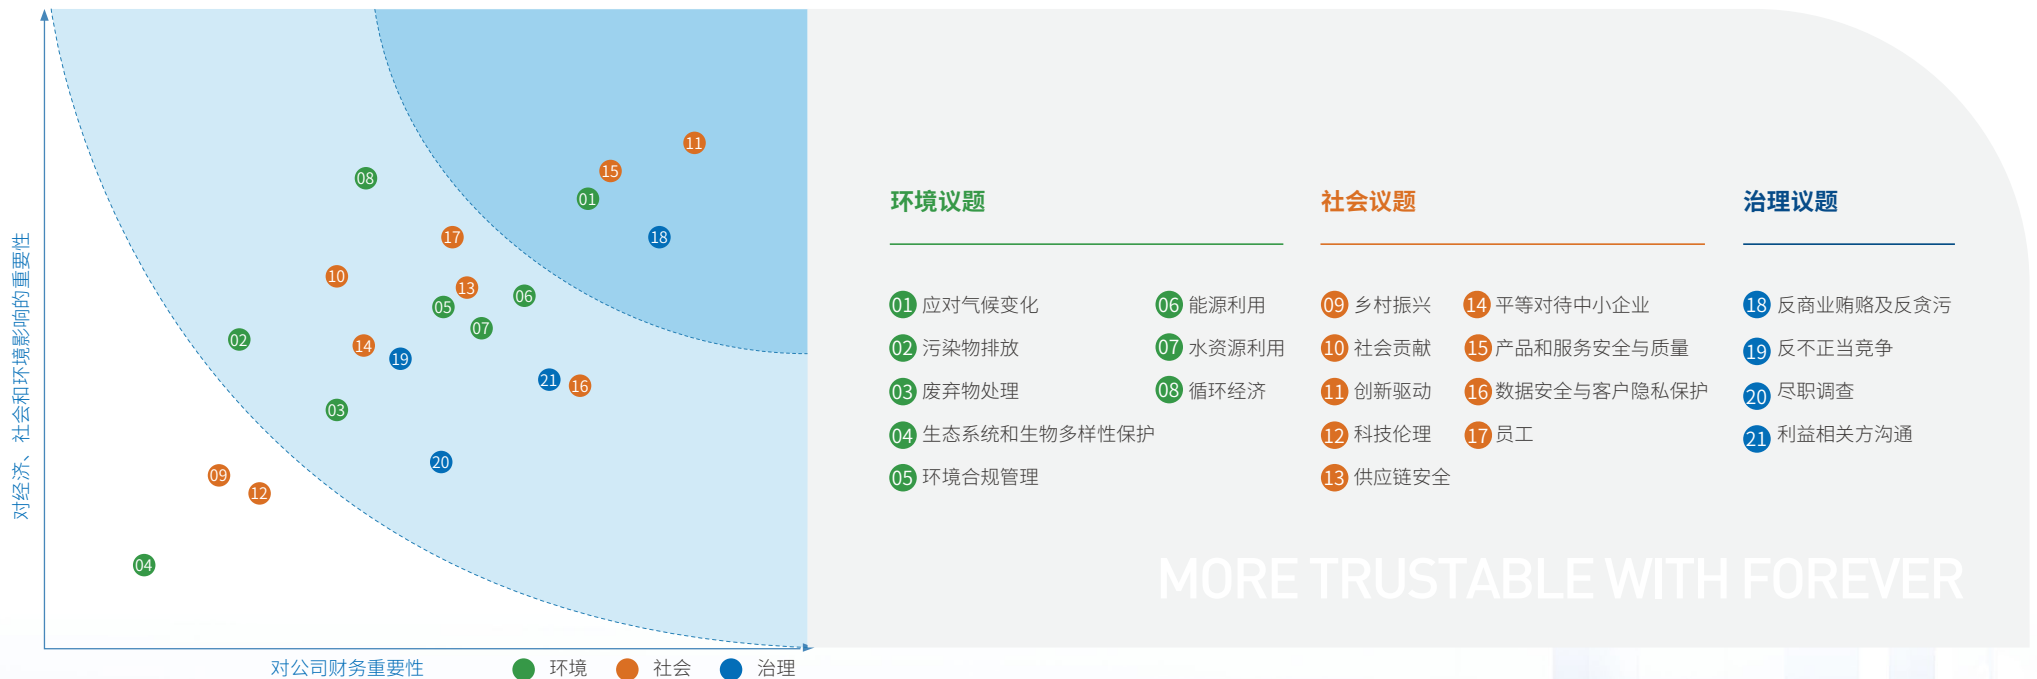 对经济、社会和环境影响的重要性
11
15
08
01
17
18
10
13
06
05
07
02
14
19
21
16
03
20
09
12
04
对公司财务重要性
环境
社会
治理
环境议题
01 应对气候变化
02 污染物排放
03 废弃物处理
04 生态系统和生物多样性保护
05 环境合规管理
06 能源利用
07 水资源利用
08 循环经济
社会议题
09 乡村振兴
10 社会贡献
11 创新驱动
12 科技伦理
13 供应链安全
14 平等对待中小企业
15 产品和服务安全与质量
16 数据安全与客户隐私保护
17 员工
治理议题
18 反商业贿赂及反贪污
19 反不正当竞争
20 尽职调查
21 利益相关方沟通
MORE TRUSTABLE WITH FOREVER